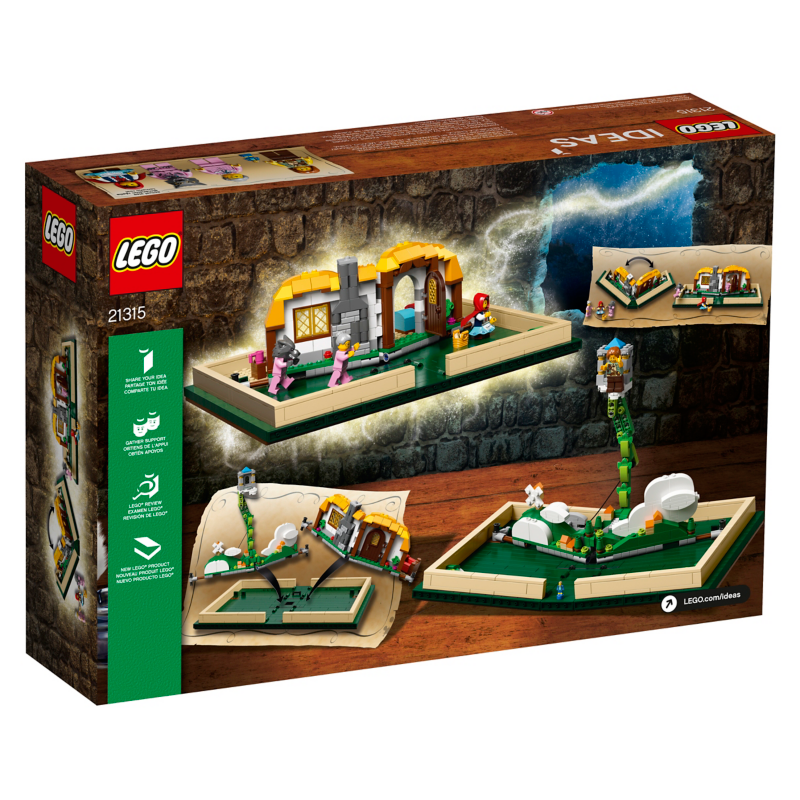 21315
LEGO
IDEAS
LEGO
LEGO
21315
SHARE YOUR IDEA
PARTAGE TON IDÉE
COMPARTE TU IDEA
GATHER SUPPORT
OBTIENS DE L'APPUI
OBTÉN APOYOS
LEGO® REVIEW
EXAMEN LEGO®
REVISIÓN DE LEGO®
NEW LEGO® PRODUCT
NOUVEAU PRODUIT LEGO®
NUEVO PRODUCTO LEGO®
LEGO.com/ideas